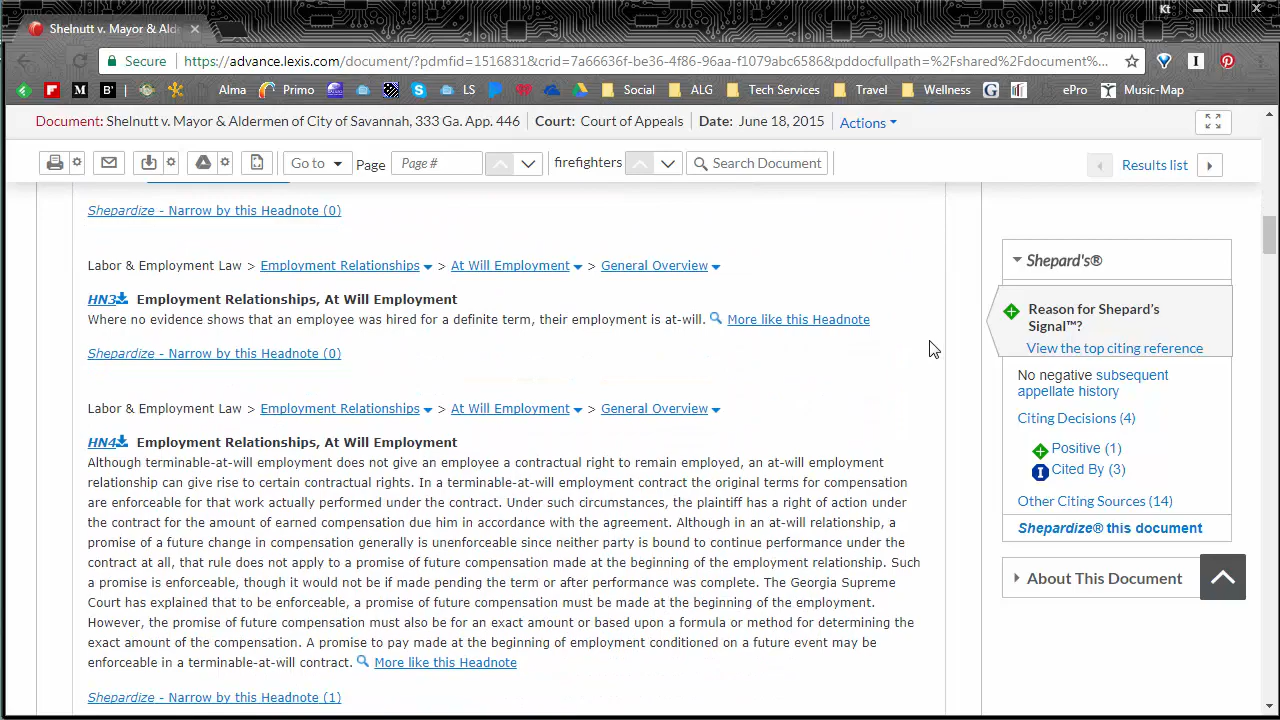 Kt
Shelnutt v. Mayor & Alde
Secure https://advance.lexis.com/document/?pdmfid=1516831&crid=7a66636f-be36-4f86-96aa-f1079abc6586&pddocfullpath=%2Fshared%2Fdocument%...
M B' Alma Primo LS Social ALG Tech Services Travel Wellness G ePro Music-Map
Document: Shelnutt v. Mayor & Aldermen of City of Savannah, 333 Ga. App. 446 Court: Court of Appeals Date: June 18, 2015 Actions
Go to Page Page # firefighters Search Document Results list
Shepardize - Narrow by this Headnote (0)
Labor & Employment Law > Employment Relationships > At Will Employment > General Overview
HN3 Employment Relationships, At Will Employment
Where no evidence shows that an employee was hired for a definite term, their employment is at-will. More like this Headnote
Shepardize - Narrow by this Headnote (0)
Labor & Employment Law > Employment Relationships > At Will Employment > General Overview
HN4 Employment Relationships, At Will Employment
Although terminable-at-will employment does not give an employee a contractual right to remain employed, an at-will employment
relationship can give rise to certain contractual rights. In a terminable-at-will employment contract the original terms for compensation
are enforceable for that work actually performed under the contract. Under such circumstances, the plaintiff has a right of action under
the contract for the amount of earned compensation due him in accordance with the agreement. Although in an at-will relationship, a
promise of a future change in compensation generally is unenforceable since neither party is bound to continue performance under the
contract at all, that rule does not apply to a promise of future compensation made at the beginning of the employment relationship. Such
a promise is enforceable, though it would not be if made pending the term or after performance was complete. The Georgia Supreme
Court has explained that to be enforceable, a promise of future compensation must be made at the beginning of the employment.
However, the promise of future compensation must also be for an exact amount or based upon a formula or method for determining the
exact amount of the compensation. A promise to pay made at the beginning of employment conditioned on a future event may be
enforceable in a terminable-at-will contract. More like this Headnote
Shepardize - Narrow by this Headnote (1)
Shepard's®
Reason for Shepard's
Signal™?
View the top citing reference
No negative subsequent
appellate history
Citing Decisions (4)
Positive (1)
I Cited By (3)
Other Citing Sources (14)
Shepardize® this document
About This Document